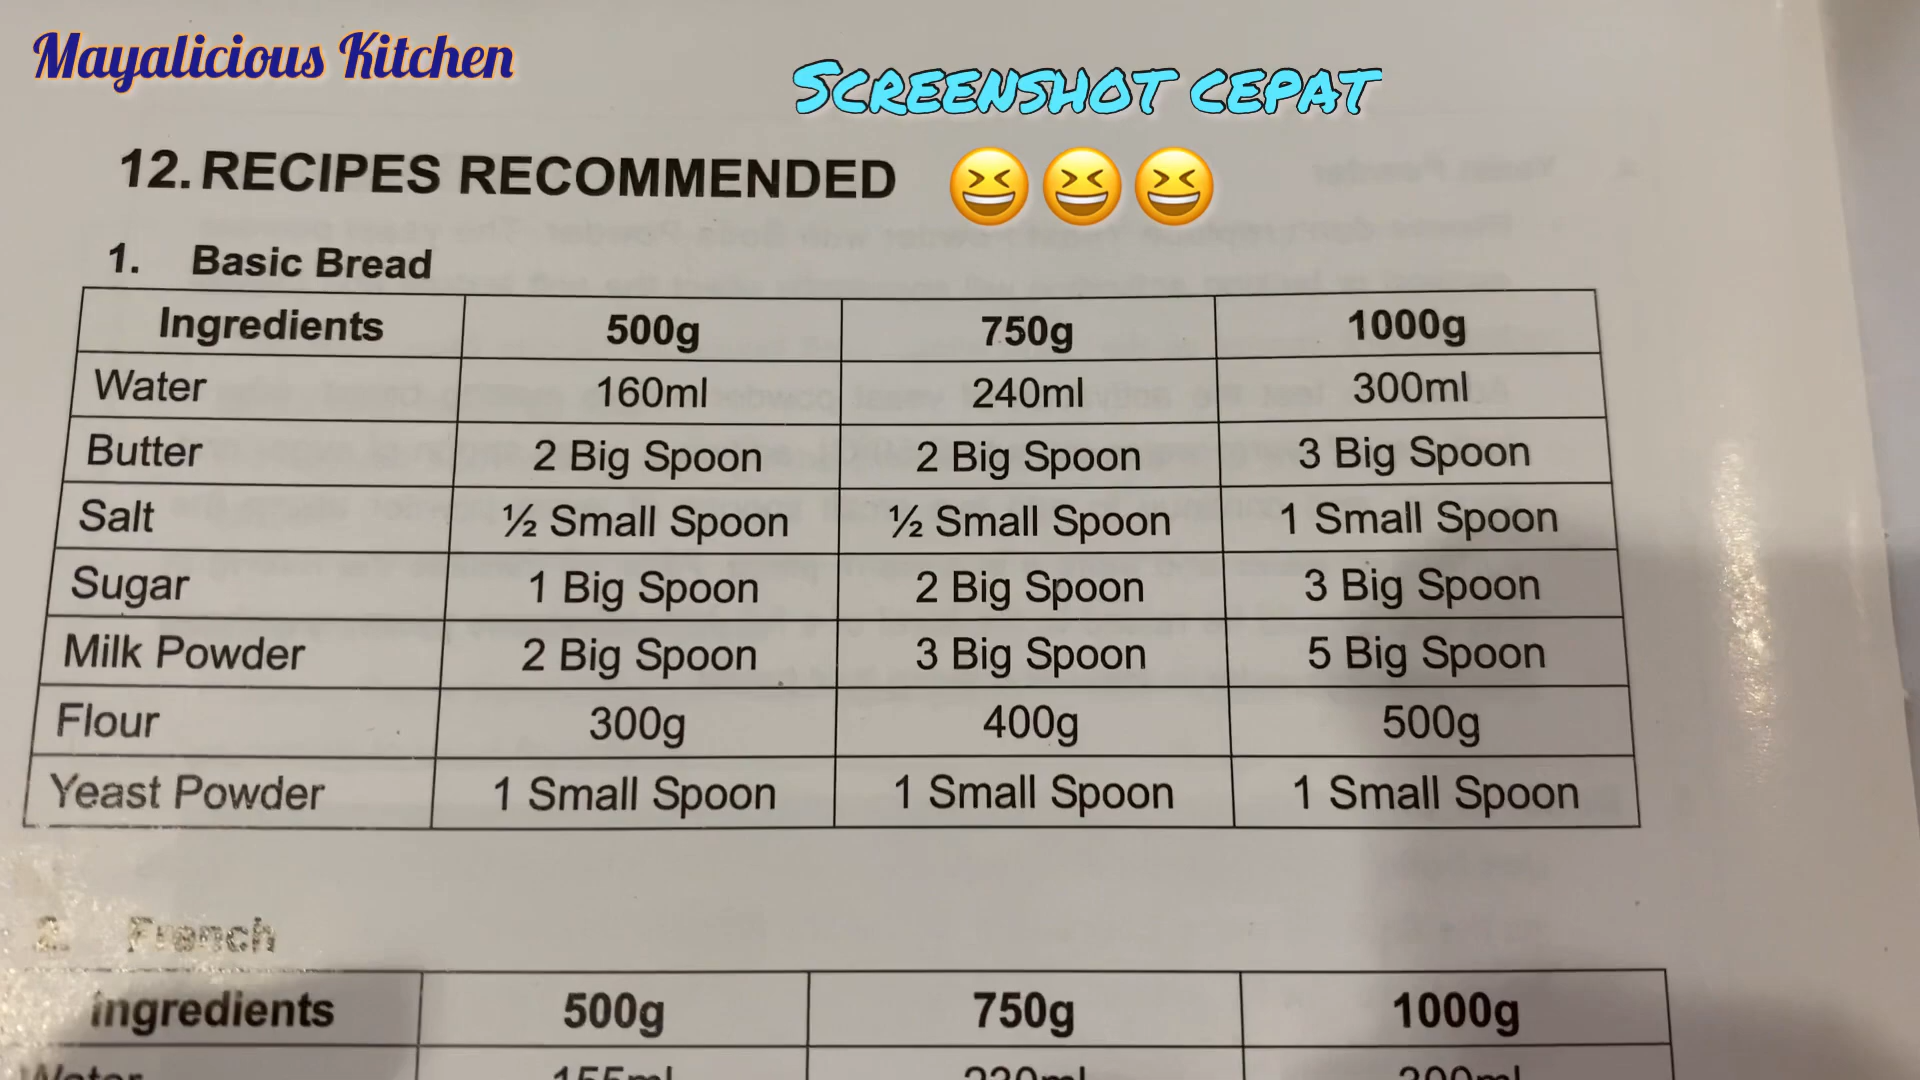 Mayalicious Kitchen
SCREENSHOT CEPAT
12. RECIPES RECOMMENDED
1. Basic Bread
Ingredients 500g 750g 1000g
Water 160ml 240ml 300ml
Butter 2 Big Spoon 2 Big Spoon 3 Big Spoon
Salt ½ Small Spoon ½ Small Spoon 1 Small Spoon
Sugar 1 Big Spoon 2 Big Spoon 3 Big Spoon
Milk Powder 2 Big Spoon 3 Big Spoon 5 Big Spoon
Flour 300g 400g 500g
Yeast Powder 1 Small Spoon 1 Small Spoon 1 Small Spoon
2. French
Ingredients 500g 750g 1000g
Water 155ml